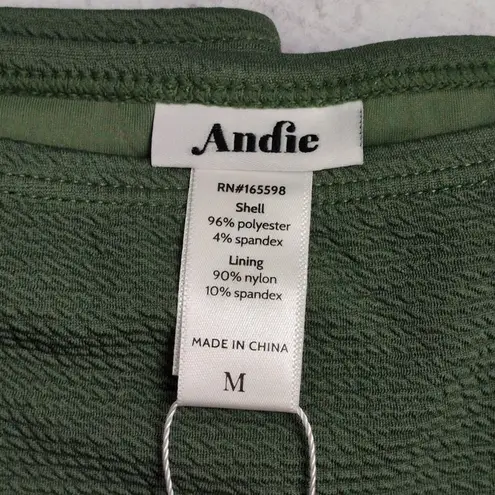 Andie
RN#165598
Shell
96% polyester
4% spandex
Lining
90% nylon
10% spandex
MADE IN CHINA
M